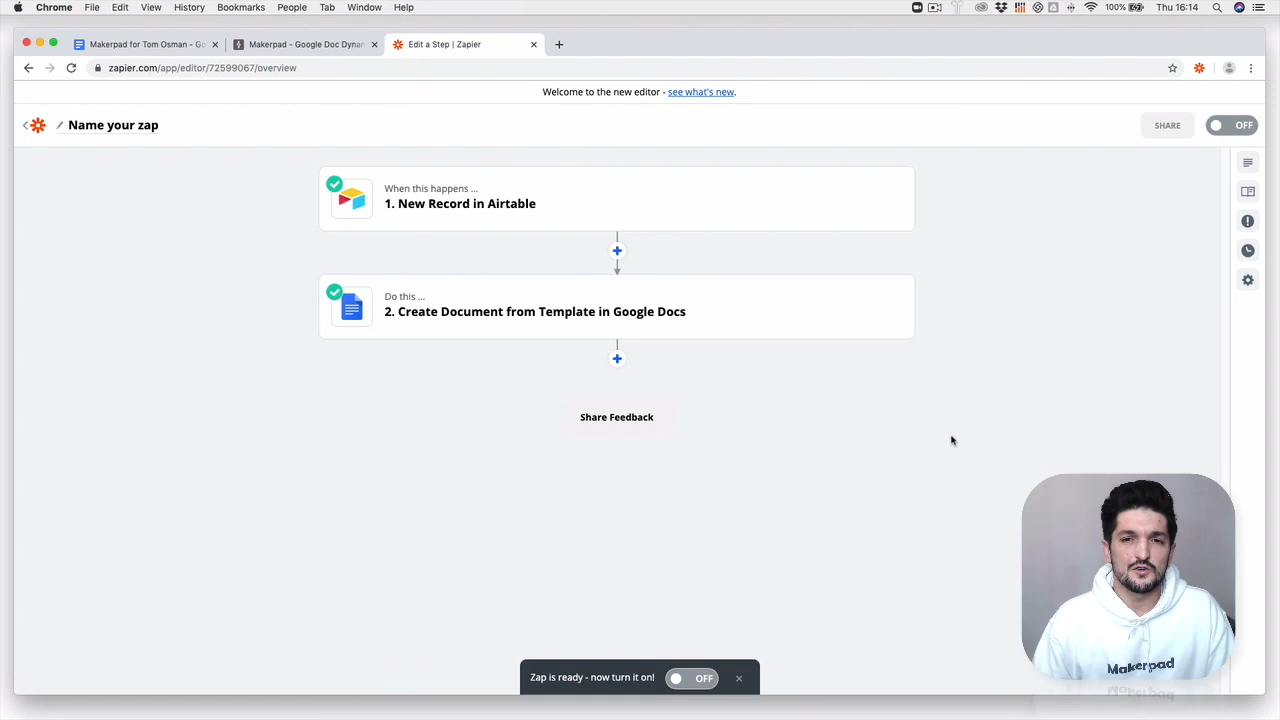 Chrome File Edit View History Bookmarks People Tab Window Help 100% Thu 16:14
Makerpad for Tom Osman - Go Makerpad - Google Doc Dynan Edit a Step | Zapier
zapier.com/app/editor/72599067/overview
Welcome to the new editor - see what's new.
Name your zap SHARE OFF
When this happens ...
1. New Record in Airtable
Do this ...
2. Create Document from Template in Google Docs
Share Feedback
Makerpad
Zap is ready - now turn it on! OFF